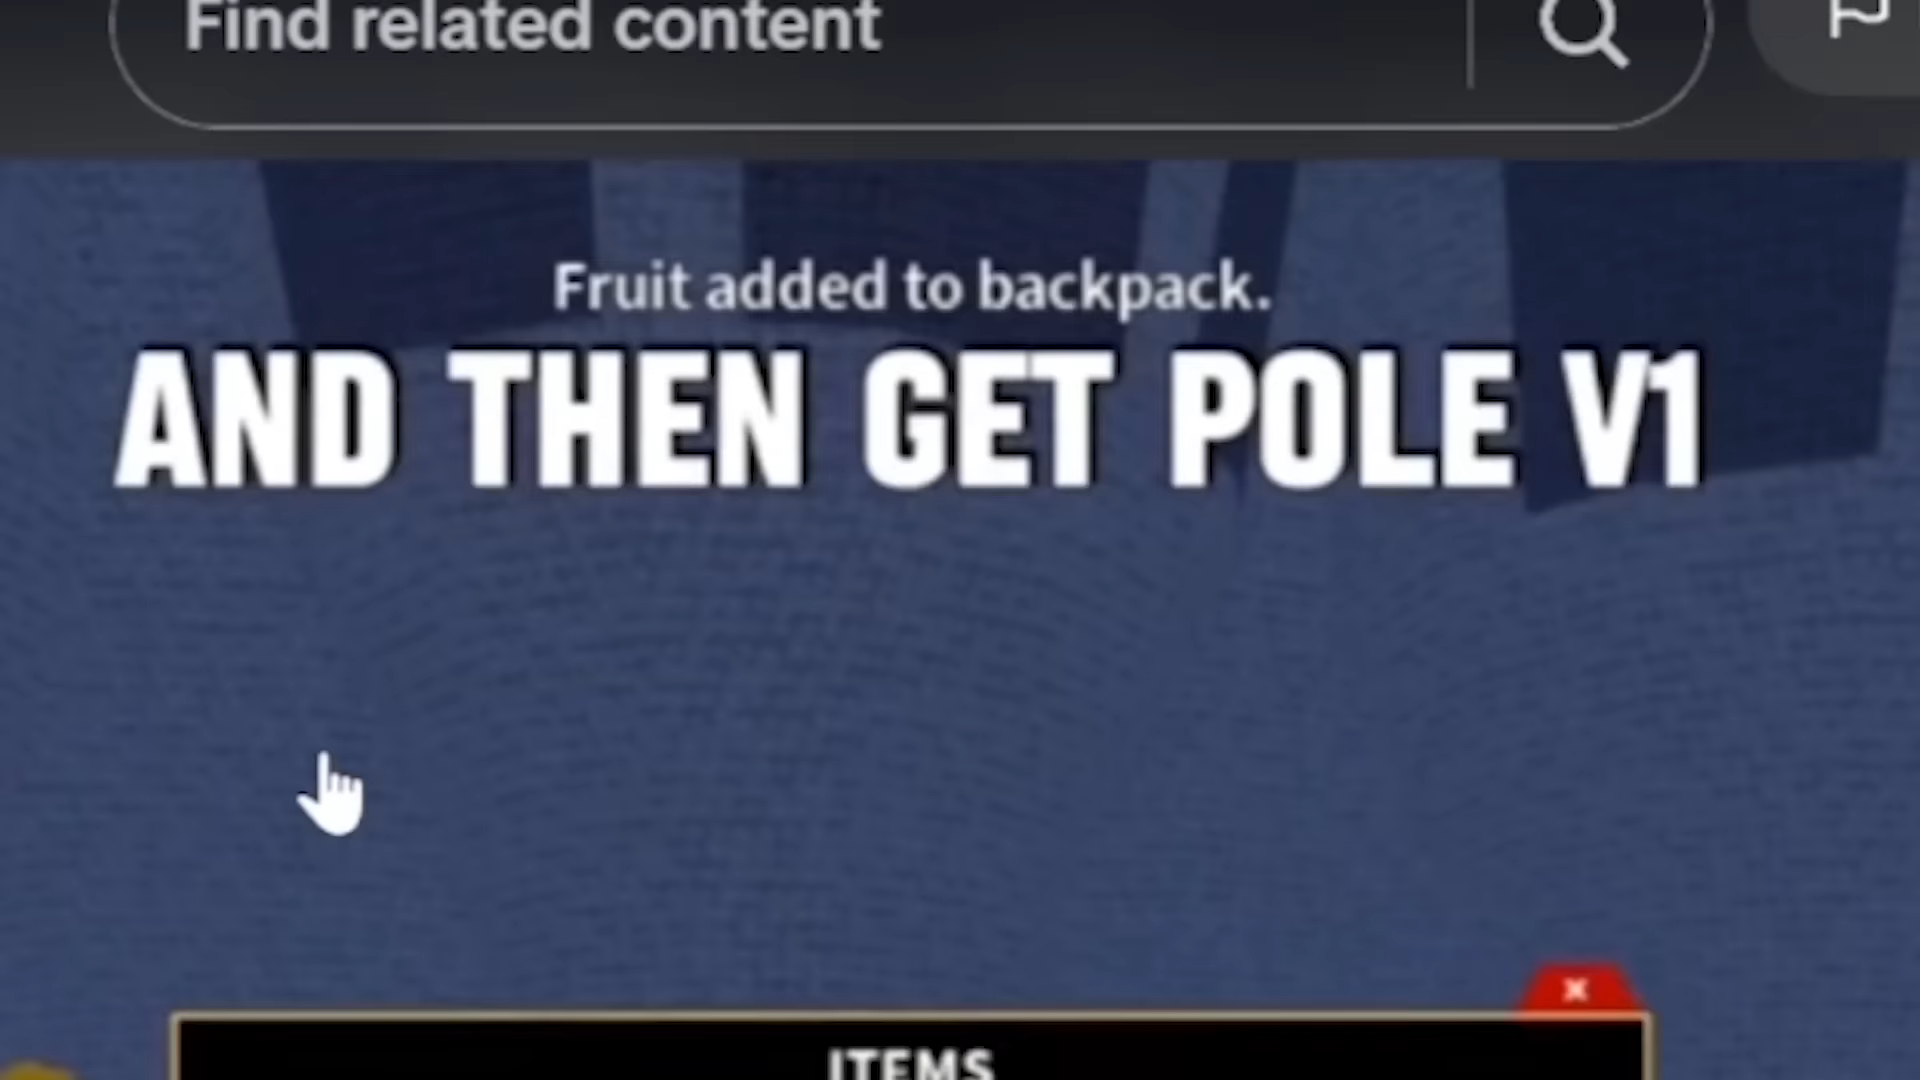 Find related content
Fruit added to backpack.
AND THEN GET POLE V1
ITEMS